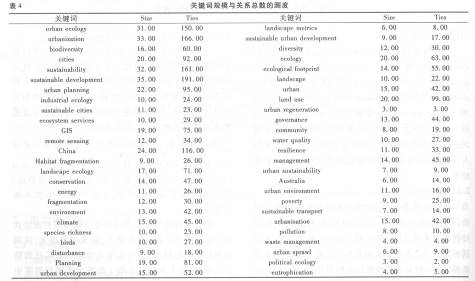 表 4 关键词规模与关系总数的测度
关键词 Size Ties 关键词 Size Ties
urban ecology 31.00 150.00 landscape metrics 6.00 8.00
urbanization 33.00 166.00 sustainable urban development 9.00 17.00
biodiversity 16.00 60.00 diversity 12.00 30.00
cities 20.00 92.00 ecology 20.00 63.00
sustainability 32.00 161.00 ecological footprint 14.00 55.00
sustainable development 35.00 191.00 landscape 10.00 22.00
urban planning 22.00 95.00 urban 15.00 42.00
industrial ecology 10.00 24.00 land use 20.00 99.00
sustainable cities 11.00 23.00 urban regeneration 3.00 3.00
ecosystem services 10.00 29.00 governance 13.00 44.00
GIS 19.00 75.00 community 8.00 19.00
remote sensing 12.00 34.00 water quality 10.00 27.00
China 24.00 116.00 resilience 11.00 33.00
Habitat fragmentation 9.00 26.00 management 14.00 45.00
landscape ecology 17.00 71.00 urban sustainability 7.00 9.00
conservation 14.00 47.00 Australia 6.00 14.00
energy 11.00 26.00 urban environment 11.00 16.00
fragmentation 12.00 30.00 poverty 9.00 25.00
environment 13.00 42.00 sustainable transport 7.00 14.00
climate 15.00 45.00 urbanisation 15.00 42.00
species richness 10.00 23.00 pollution 8.00 10.00
birds 10.00 27.00 waste management 4.00 4.00
disturbance 9.00 18.00 urban sprawl 6.00 9.00
Planning 19.00 81.00 political ecology 3.00 2.00
urban development 15.00 52.00 eutrophication 4.00 5.00